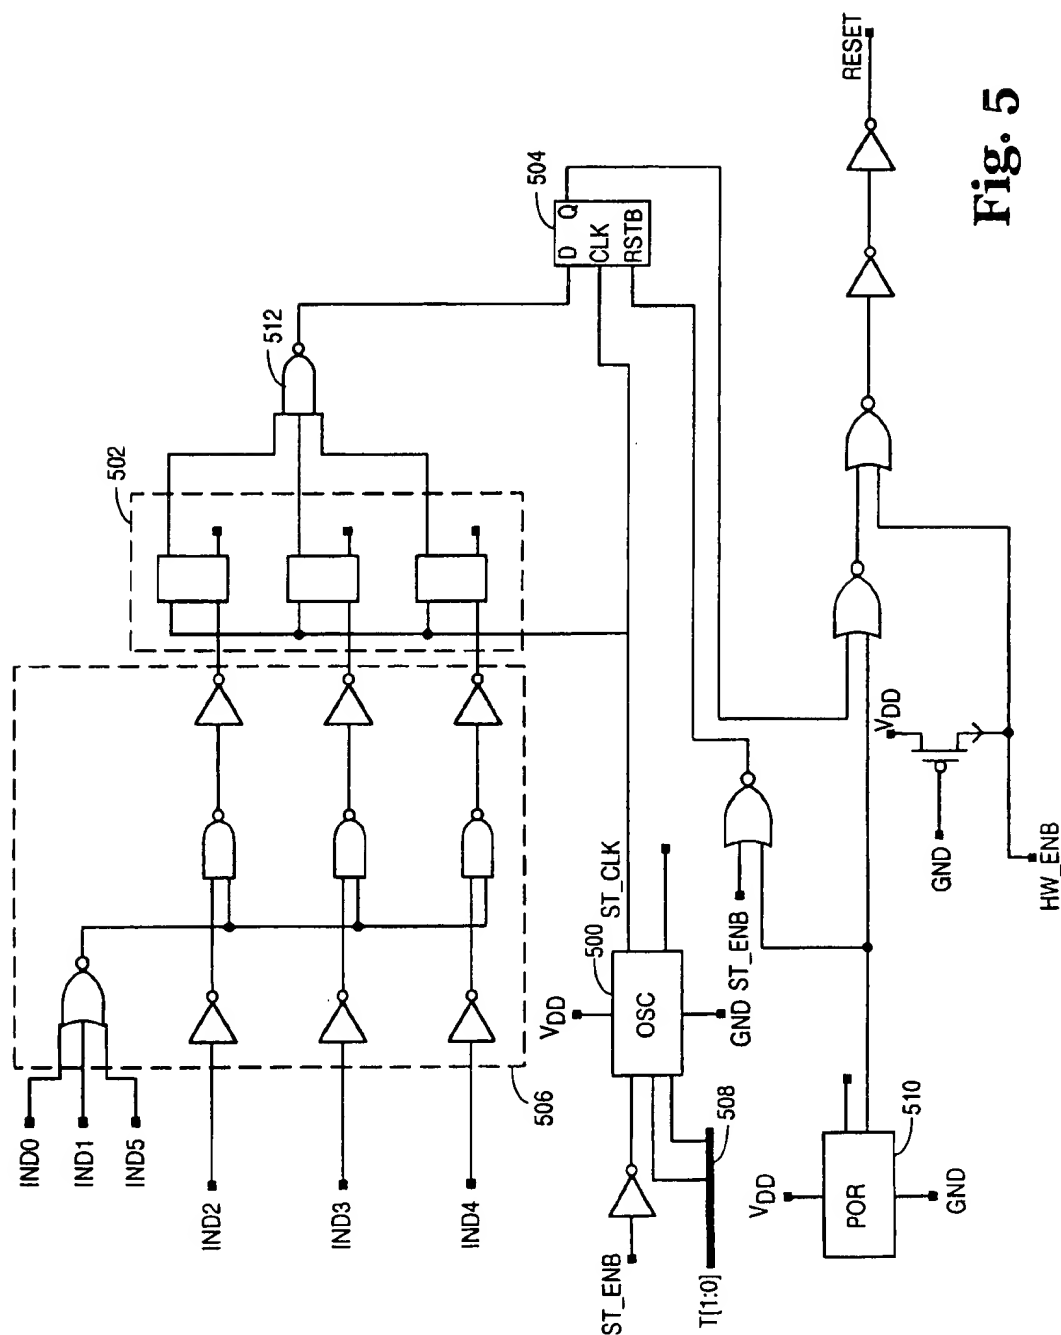 IND0
IND1
IND5
IND2
IND3
IND4
506
502
512
504
D
Q
CLK
RSTB
ST_ENB
T[1:0]
508
VDD
OSC
500
GND
ST_CLK
ST_ENB
VDD
POR
510
GND
VDD
GND
HW_ENB
RESET
Fig. 5